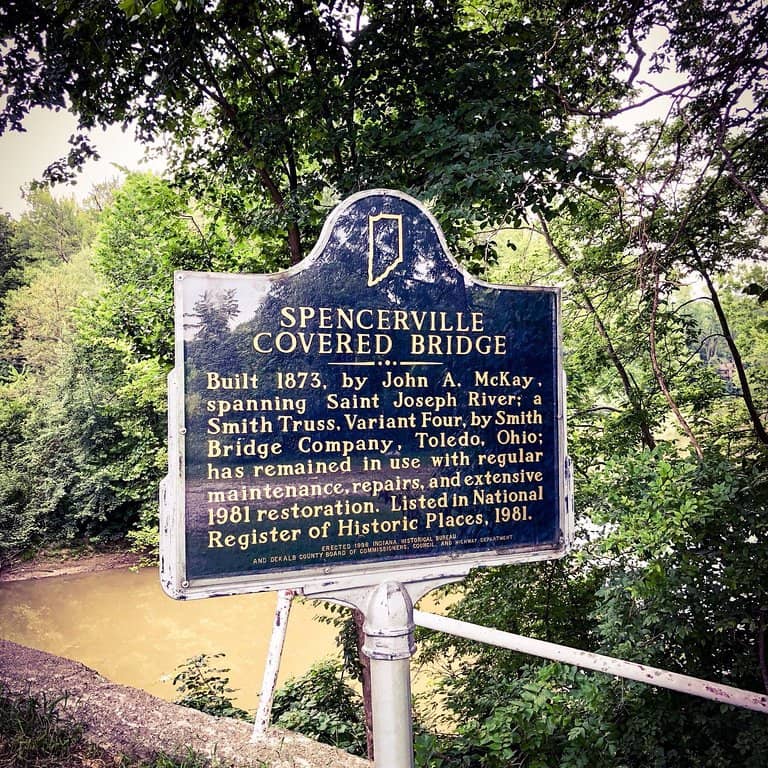 SPENCERVILLE
COVERED BRIDGE
Built 1873, by John A. McKay,
spanning Saint Joseph River; a
Smith Truss, Variant Four, by Smith
Bridge Company, Toledo, Ohio;
has remained in use with regular
maintenance, repairs, and extensive
1981 restoration. Listed in National
Register of Historic Places, 1981.
ERECTED 1998 INDIANA HISTORICAL BUREAU
AND DEKALB COUNTY BOARD OF COMMISSIONERS, COUNCIL, AND HIGHWAY DEPARTMENT